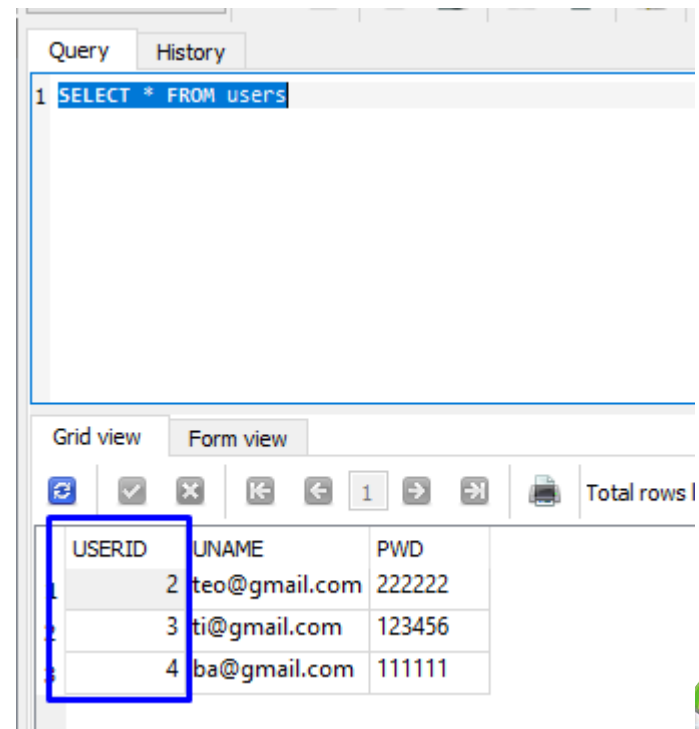 Query History
1 SELECT * FROM users
Grid view Form view
1 Total rows
USERID UNAME PWD
1 2 teo@gmail.com 222222
2 3 ti@gmail.com 123456
3 4 ba@gmail.com 111111